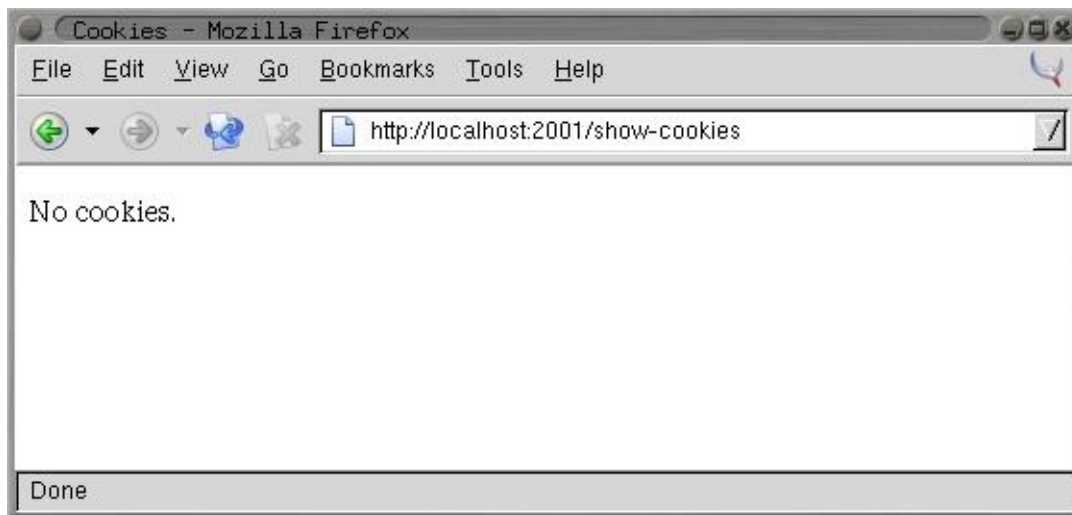 Cookies - Mozilla Firefox
File Edit View Go Bookmarks Tools Help
http://localhost:2001/show-cookies
No cookies.
Done